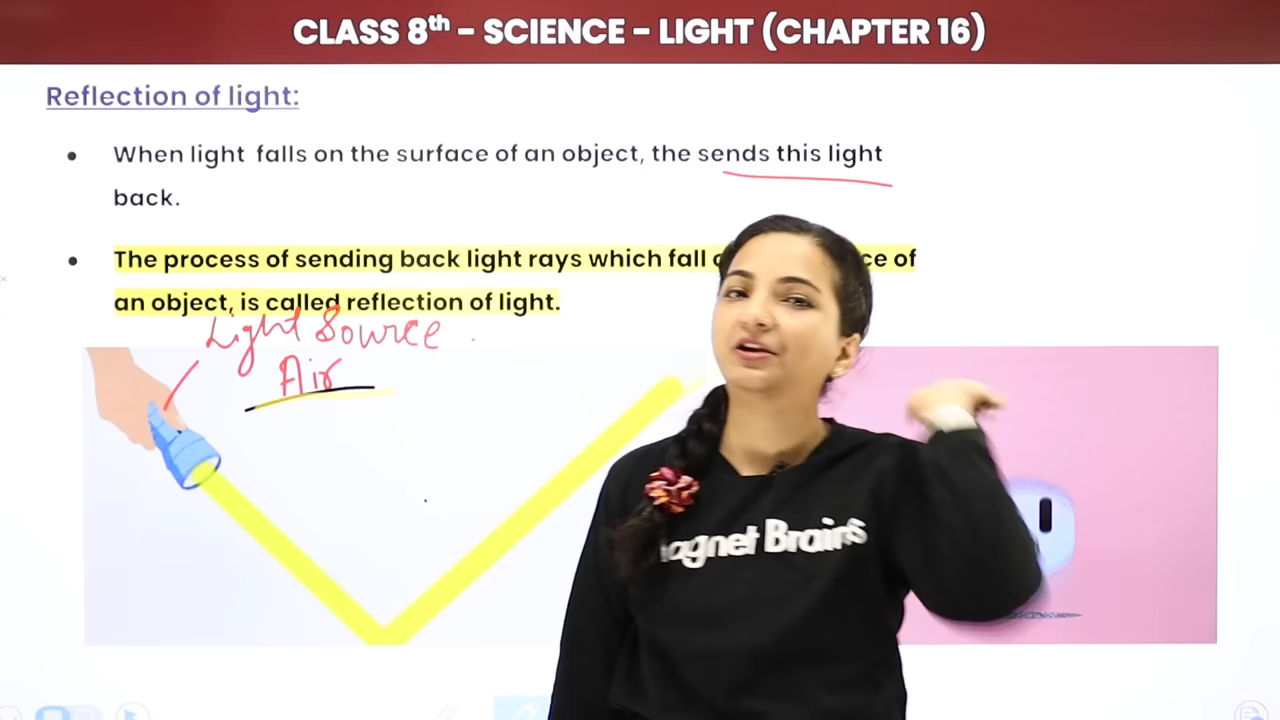 CLASS 8th - SCIENCE - LIGHT (CHAPTER 16)
Reflection of light:
• When light falls on the surface of an object, the sends this light
back.
• The process of sending back light rays which fall ce of
an object, is called reflection of light.
Light Source
Air
agnet Brains